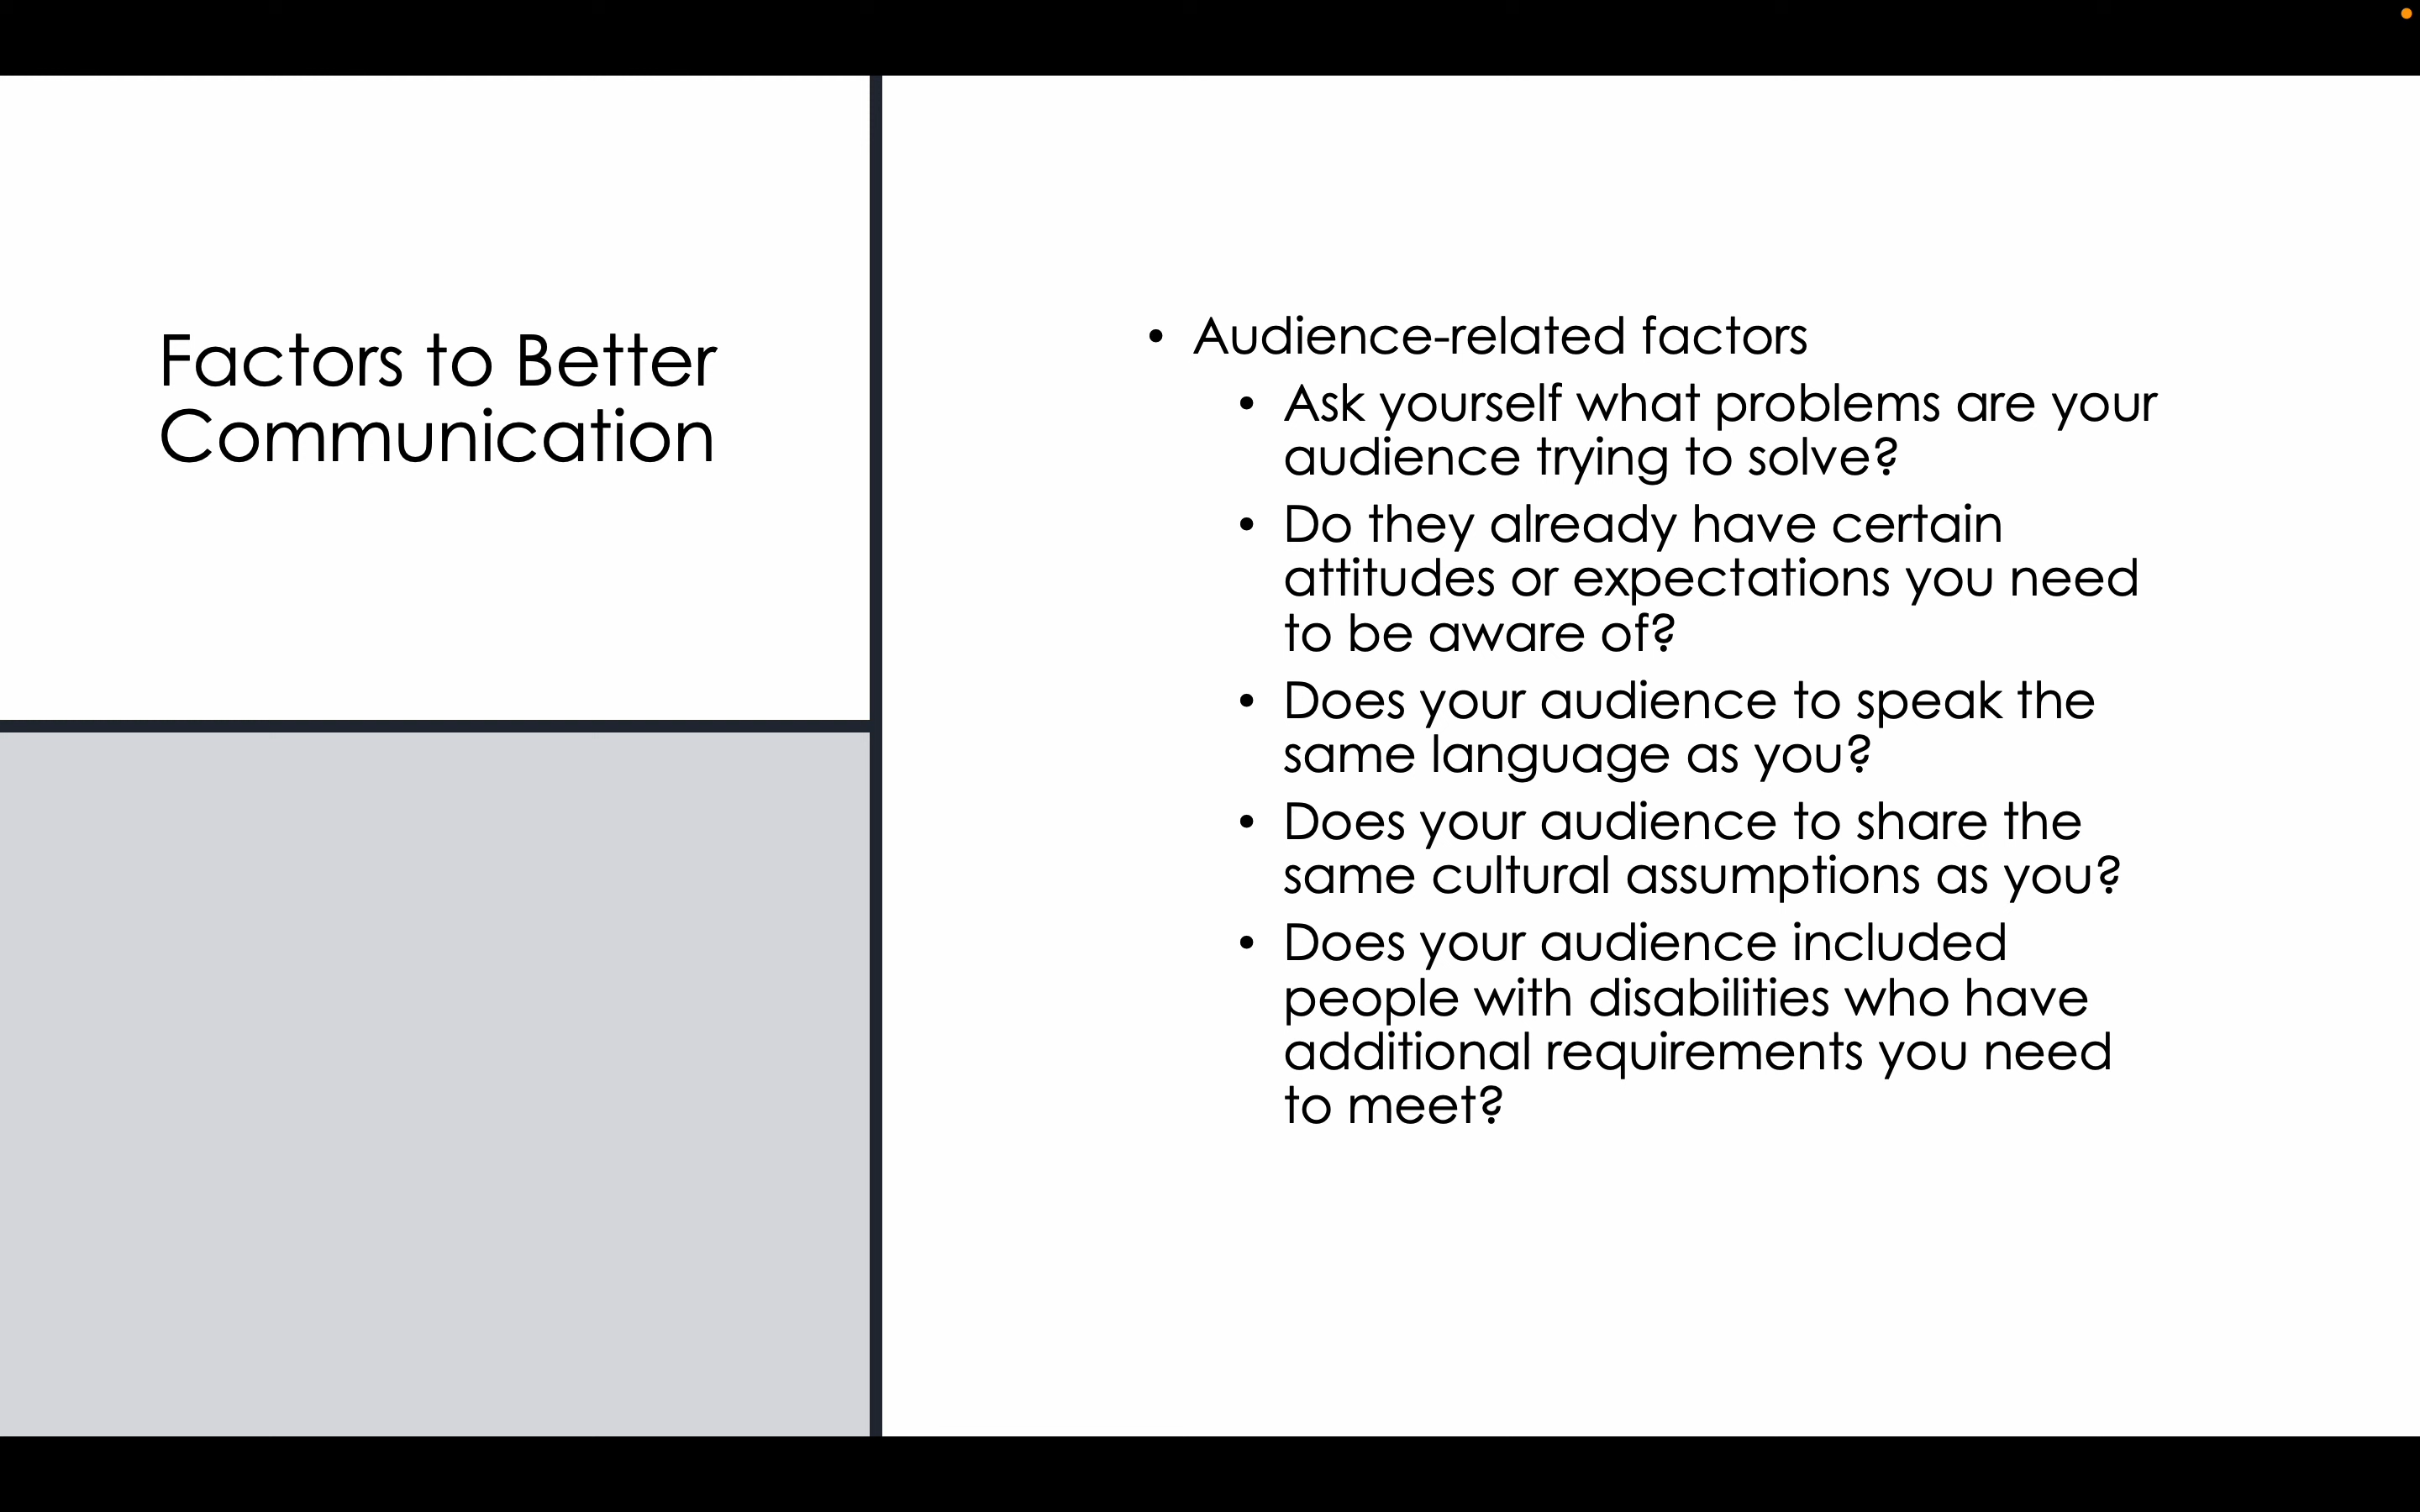 Factors to Better
Communication
• Audience-related factors
• Ask yourself what problems are your
audience trying to solve?
• Do they already have certain
attitudes or expectations you need
to be aware of?
• Does your audience to speak the
same language as you?
• Does your audience to share the
same cultural assumptions as you?
• Does your audience included
people with disabilities who have
additional requirements you need
to meet?